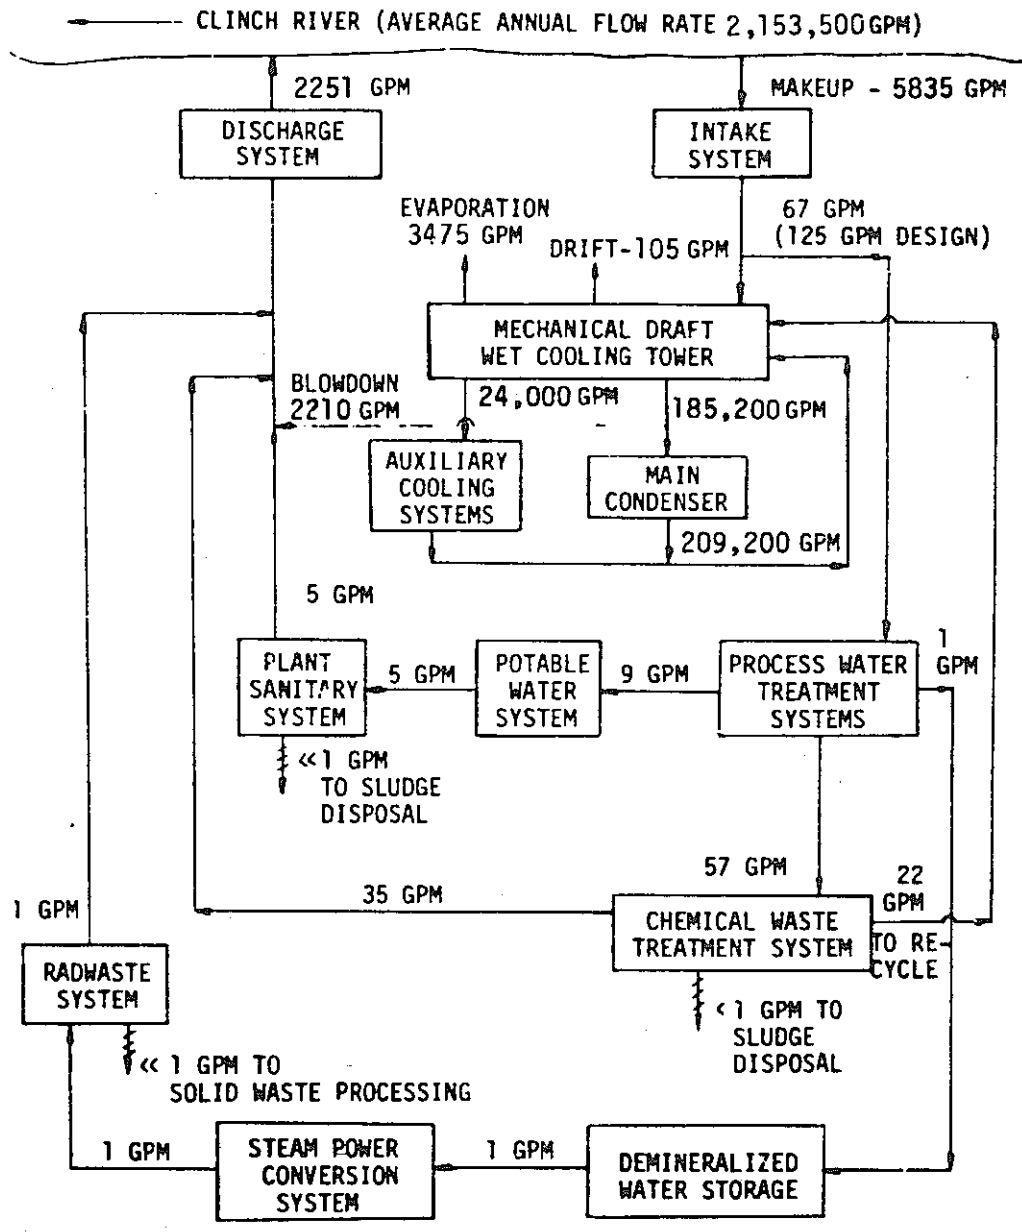 CLINCH RIVER (AVERAGE ANNUAL FLOW RATE 2,153,500 GPM)
2251 GPM
MAKEUP - 5835 GPM
DISCHARGE
SYSTEM
INTAKE
SYSTEM
EVAPORATION
3475 GPM
DRIFT-105 GPM
67 GPM
(125 GPM DESIGN)
MECHANICAL DRAFT
WET COOLING TOWER
BLOWDOWN
2210 GPM
24,000 GPM
185,200 GPM
AUXILIARY
COOLING
SYSTEMS
MAIN
CONDENSER
209,200 GPM
5 GPM
PLANT
SANITARY
SYSTEM
5 GPM
POTABLE
WATER
SYSTEM
9 GPM
PROCESS WATER
TREATMENT
SYSTEMS
1
GPM
<<1 GPM
TO SLUDGE
DISPOSAL
57 GPM
35 GPM
22
GPM
1 GPM
CHEMICAL WASTE
TREATMENT SYSTEM
TO RE-
CYCLE
RADWASTE
SYSTEM
<1 GPM TO
SLUDGE
DISPOSAL
<< 1 GPM TO
SOLID WASTE PROCESSING
1 GPM
STEAM POWER
CONVERSION
SYSTEM
1 GPM
DEMINERALIZED
WATER STORAGE